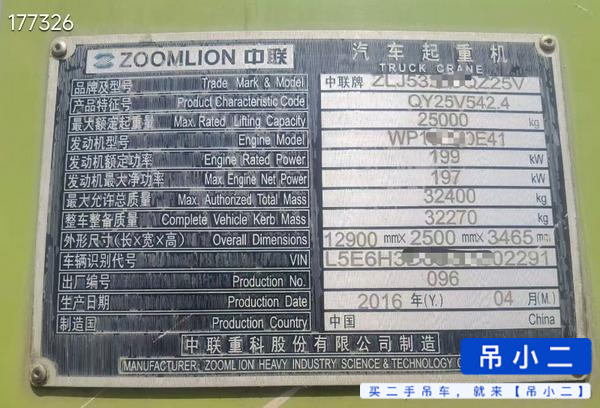 177326
ZOOMLION 中联 汽车起重机
TRUCK CRANE
品牌及型号 Trade Mark & Model 中联牌 ZLJ53 QZ25V
产品特征号 Product Characteristic Code QY25V542.4
最大额定起重量 Max. Rated Lifting Capacity 25000 kg
发动机型号 Engine Model WP1 0E41
发动机额定功率 Engine Rated Power 199 kW
发动机最大净功率 Max. Engine Net Power 197 kW
最大允许总质量 Max. Authorized Total Mass 32400 kg
整车整备质量 Complete Vehicle Kerb Mass 32270 kg
外形尺寸(长×宽×高) Overall Dimensions 12900 mm× 2500 mm× 3465 mm
车辆识别代号 VIN L5E6H3 02291
出厂编号 Production No. 096
生产日期 Production Date 2016 年(Y.) 04 月(M.)
制造国 Production Country 中国 China
中联重科股份有限公司制造
MANUFACTURER, ZOOMLION HEAVY INDUSTRY SCIENCE & TECHNOLOGY
吊小二
买二手吊车，就来【吊小二】